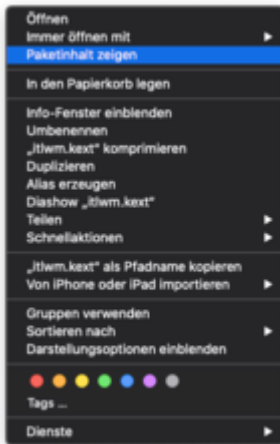 Öffnen
Immer öffnen mit
Paketinhalt zeigen
In den Papierkorb legen
Info-Fenster einblenden
Umbenennen
„itlwm.kext“ komprimieren
Duplizieren
Alias erzeugen
Diashow „itlwm.kext“
Teilen
Schnellaktionen
„itlwm.kext“ als Pfadname kopieren
Von iPhone oder iPad importieren
Gruppen verwenden
Sortieren nach
Darstellungsoptionen einblenden
Tags ...
Dienste